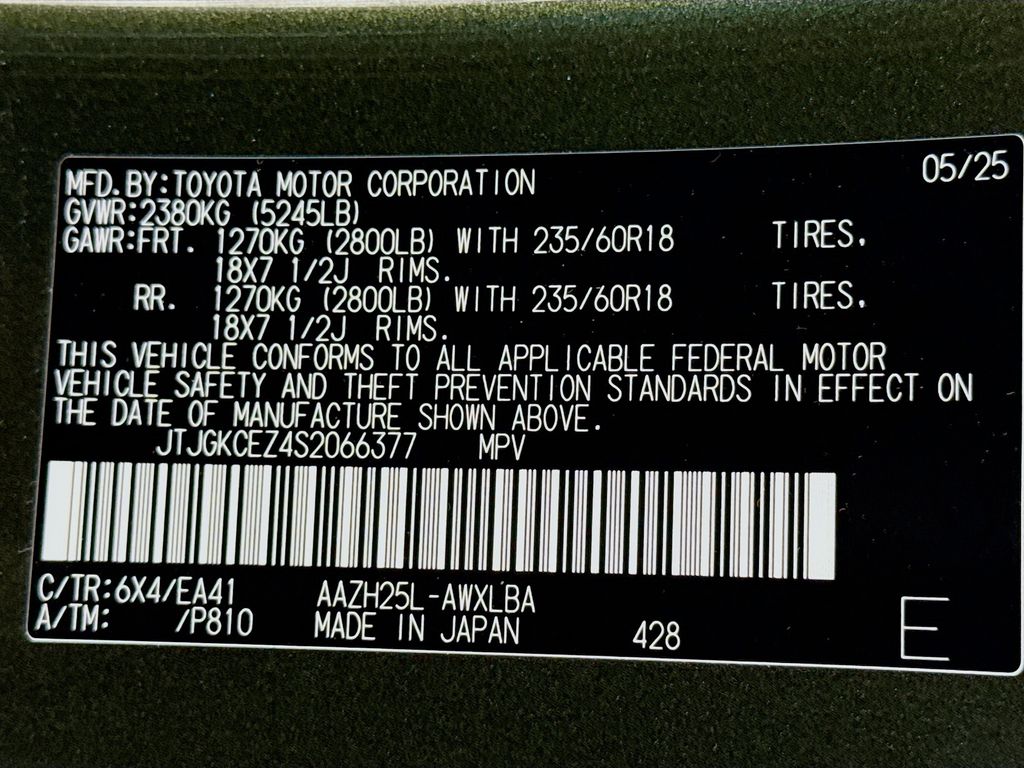 05/25
MFD.BY:TOYOTA MOTOR CORPORATION
GVWR:2380KG (5245LB)
GAWR:FRT. 1270KG (2800LB) WITH 235/60R18 TIRES.
18X7 1/2J RIMS.
RR. 1270KG (2800LB) WITH 235/60R18 TIRES.
18X7 1/2J RIMS.
THIS VEHICLE CONFORMS TO ALL APPLICABLE FEDERAL MOTOR
VEHICLE SAFETY AND THEFT PREVENTION STANDARDS IN EFFECT ON
THE DATE OF MANUFACTURE SHOWN ABOVE.
JTJGKCEZ4S2066377 MPV
C/TR:6X4/EA41 AAZH25L-AWXLBA
A/TM: /P810 MADE IN JAPAN 428 E